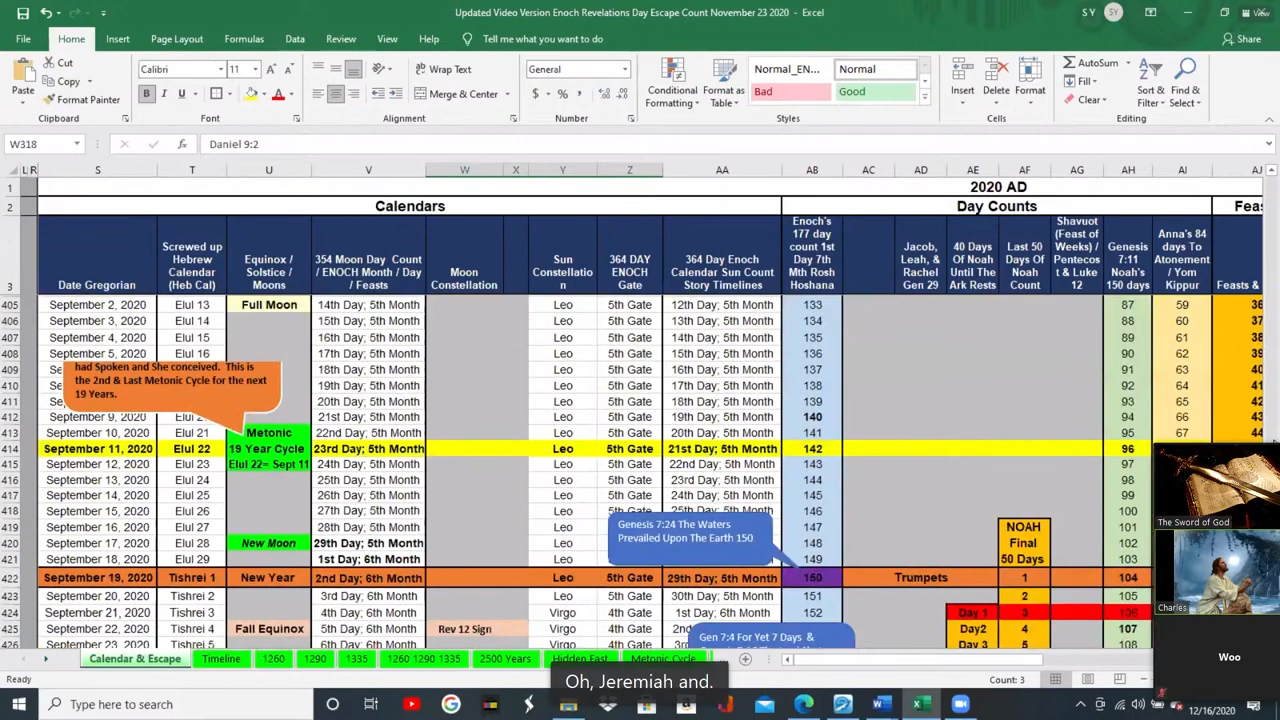 Updated Video Version Enoch Revelations Day Escape Count November 23 2020 - Excel
S Y
SY
View
File Home Insert Page Layout Formulas Data Review View Help Tell me what you want to do Share
Paste
Cut
Copy
Format Painter
Clipboard
Calibri 11
B I U
Font
Wrap Text
Merge & Center
Alignment
General
$ % ,
Number
Conditional Formatting
Format as Table
Normal_EN... Normal
Bad Good
Styles
Insert Delete Format
Cells
AutoSum
Fill
Clear
Sort & Filter
Find & Select
Editing
W318 fx Daniel 9:2
L R S T U V W X Y Z AA AB AC AD AE AF AG AH AI AJ
1 2020 AD
2 Calendars Day Counts Feas
3
Date Gregorian
Screwed up Hebrew Calendar (Heb Cal)
Equinox / Solstice / Moons
354 Moon Day Count / ENOCH Month / Day / Feasts
Moon Constellation
Sun Constellatio n
364 DAY ENOCH Gate
364 Day Enoch Calendar Sun Count Story Timelines
Enoch's 177 day count 1st Day 7th Mth Rosh Hoshana
Jacob, Leah, & Rachel Gen 29
40 Days Of Noah Until The Ark Rests
Last 50 Days Of Noah Count
Shavuot (Feast of Weeks) / Pentecos t & Luke 12
Genesis 7:11 Noah's 150 days
Anna's 84 days To Atonement / Yom Kippur
Feasts &
405 September 2, 2020 Elul 13 Full Moon 14th Day; 5th Month Leo 5th Gate 12th Day; 5th Month 133 87 59 36
406 September 3, 2020 Elul 14 15th Day; 5th Month Leo 5th Gate 13th Day; 5th Month 134 88 60 37
407 September 4, 2020 Elul 15 16th Day; 5th Month Leo 5th Gate 14th Day; 5th Month 135 89 61 38
408 September 5, 2020 Elul 16 17th Day; 5th Month Leo 5th Gate 15th Day; 5th Month 136 90 62 39
409 18th Day; 5th Month Leo 5th Gate 16th Day; 5th Month 137 91 63 40
410 19th Day; 5th Month Leo 5th Gate 17th Day; 5th Month 138 92 64 41
411 20th Day; 5th Month Leo 5th Gate 18th Day; 5th Month 139 93 65 42
had Spoken and She conceived. This is
the 2nd & Last Metonic Cycle for the next
19 Years.
412 September 9, 2020 21st Day; 5th Month Leo 5th Gate 19th Day; 5th Month 140 94 66 43
413 September 10, 2020 Elul 21 Metonic 22nd Day; 5th Month Leo 5th Gate 20th Day; 5th Month 141 95 67 44
414 September 11, 2020 Elul 22 19 Year Cycle 23rd Day; 5th Month Leo 5th Gate 21st Day; 5th Month 142 96
415 September 12, 2020 Elul 23 Elul 22= Sept 11 24th Day; 5th Month Leo 5th Gate 22nd Day; 5th Month 143 97
416 September 13, 2020 Elul 24 25th Day; 5th Month Leo 5th Gate 23rd Day; 5th Month 144 98
417 September 14, 2020 Elul 25 26th Day; 5th Month Leo 5th Gate 24th Day; 5th Month 145 99
418 September 15, 2020 Elul 26 27th Day; 5th Month Leo 5th Gate 25th Day; 5th Month 146 100
419 September 16, 2020 Elul 27 28th Day; 5th Month Leo 147 NOAH 101
420 September 17, 2020 Elul 28 New Moon 29th Day; 5th Month Leo 148 Final 102
421 September 18, 2020 Elul 29 1st Day; 6th Month Leo 149 50 Days 103
Genesis 7:24 The Waters
Prevailed Upon The Earth 150
422 September 19, 2020 Tishrei 1 New Year 2nd Day; 6th Month Leo 5th Gate 29th Day; 5th Month 150 Trumpets 1 104
423 September 20, 2020 Tishrei 2 3rd Day; 6th Month Leo 5th Gate 30th Day; 5th Month 151 2 105
424 September 21, 2020 Tishrei 3 4th Day; 6th Month Virgo 4th Gate 1st Day; 6th Month 152 Day 1 3 106
425 September 22, 2020 Tishrei 4 Fall Equinox 5th Day; 6th Month Rev 12 Sign Virgo 4th Gate Day2 4 107
426 September 23, 2020 Tishrei 5 6th Day; 6th Month Virgo 4th Gate Day 3 5 108
Gen 7:4 For Yet 7 Days &
The Sword of God
Charles
Woo
Calendar & Escape Timeline 1260 1290 1335 1260 1290 1335 2500 Years Hidden East Metonic Cycle ...
Ready Count: 3
Oh, Jeremiah and.
Type here to search
12/16/2020